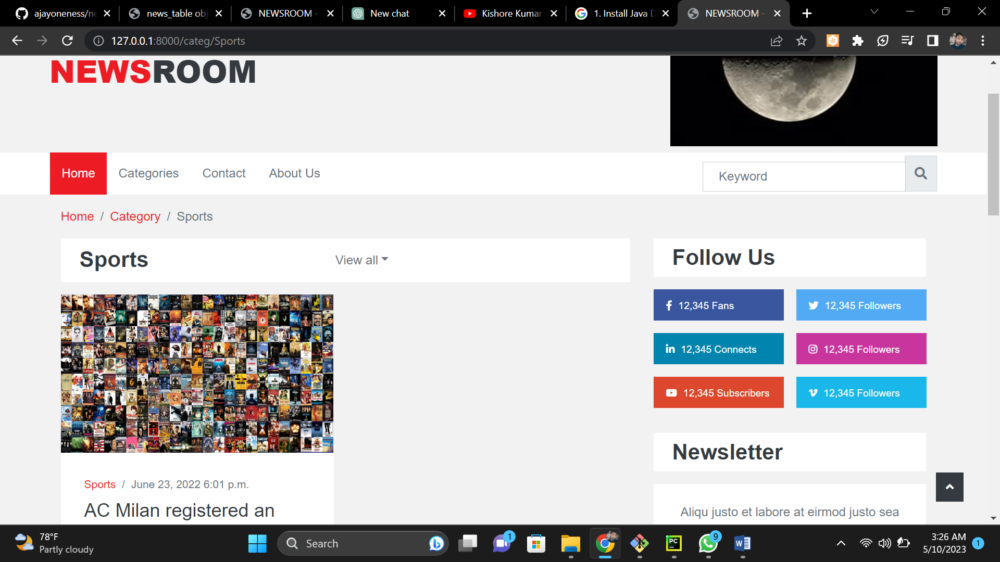 ajayoneness/ne
news_table obj
NEWSROOM -
New chat
Kishore Kumar
1. Install Java D
NEWSROOM -
127.0.0.1:8000/categ/Sports
NEWSROOM
Home
Categories
Contact
About Us
Keyword
Home / Category / Sports
Sports
View all
AC Milan registered an
Sports / June 23, 2022 6:01 p.m.
Follow Us
12,345 Fans
12,345 Followers
12,345 Connects
12,345 Followers
12,345 Subscribers
12,345 Followers
Newsletter
Aliqu justo et labore at eirmod justo sea
78°F
Partly cloudy
Search
1
PC
9
W
3:26 AM
5/10/2023
1